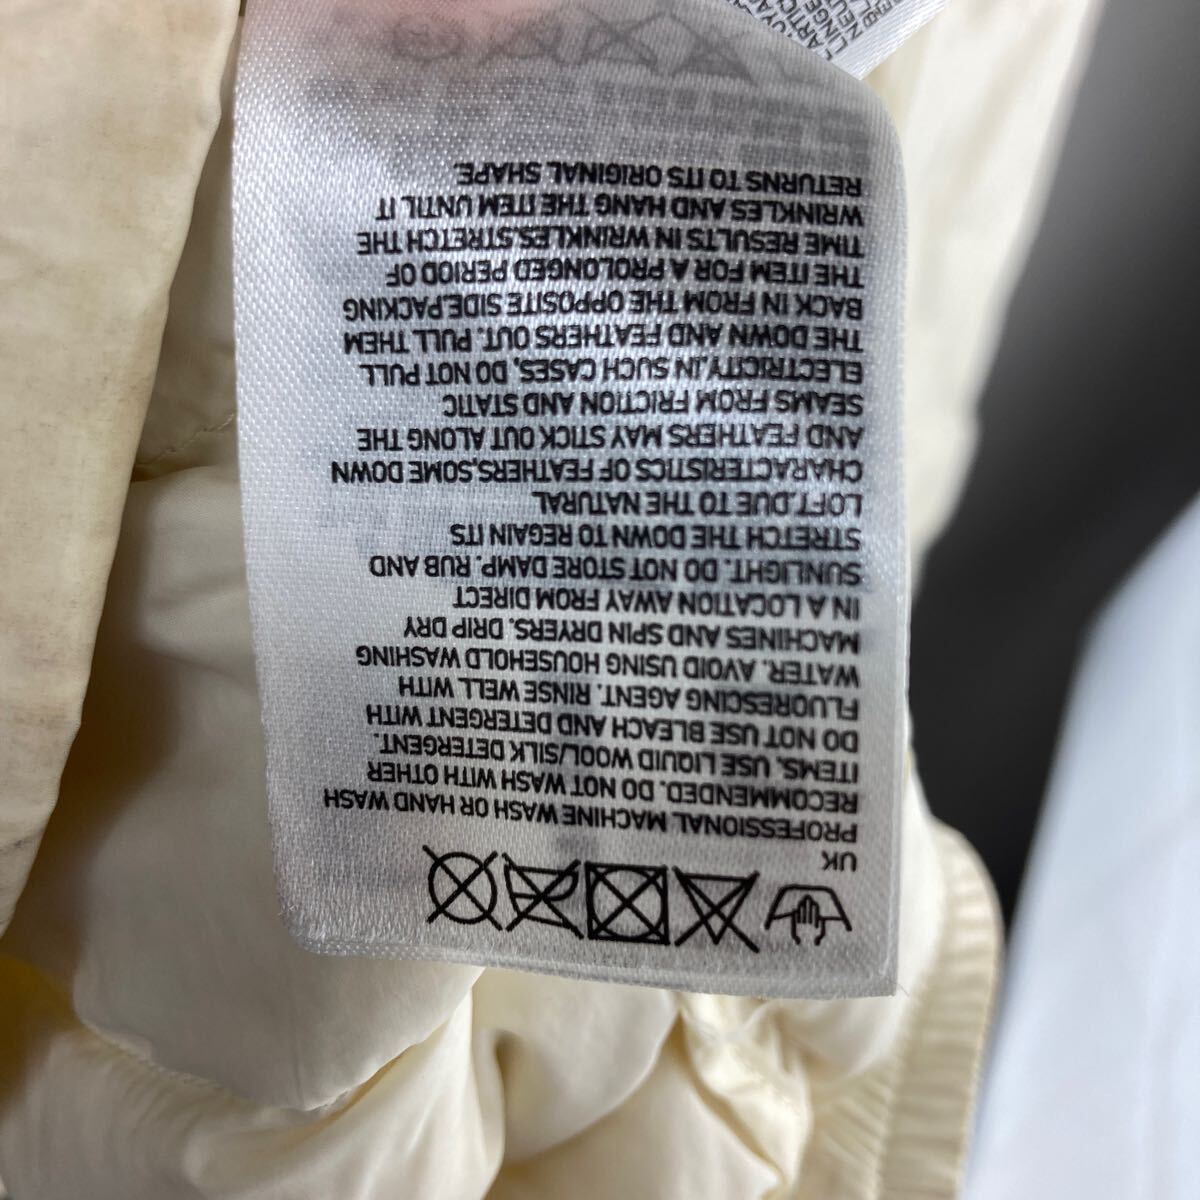 UK
PROFESSIONAL MACHINE WASH OR HAND WASH
RECOMMENDED. DO NOT WASH WITH OTHER
ITEMS. USE LIQUID WOOL/SILK DETERGENT.
DO NOT USE BLEACH AND DETERGENT WITH
FLUORESCING AGENT. RINSE WELL WITH
WATER. AVOID USING HOUSEHOLD WASHING
MACHINES AND SPIN DRYERS. DRIP DRY
IN A LOCATION AWAY FROM DIRECT
SUNLIGHT. DO NOT STORE DAMP. RUB AND
STRETCH THE DOWN TO REGAIN ITS
LOFT.DUE TO THE NATURAL
CHARACTERISTICS OF FEATHERS,SOME DOWN
AND FEATHERS MAY STICK OUT ALONG THE
SEAMS FROM FRICTION AND STATIC
ELECTRICITY.IN SUCH CASES, DO NOT PULL
THE DOWN AND FEATHERS OUT. PULL THEM
BACK IN FROM THE OPPOSITE SIDE.PACKING
THE ITEM FOR A PROLONGED PERIOD OF
TIME RESULTS IN WRINKLES.STRETCH THE
WRINKLES AND HANG THE ITEM UNTIL IT
RETURNS TO ITS ORIGINAL SHAPE.
LINGE